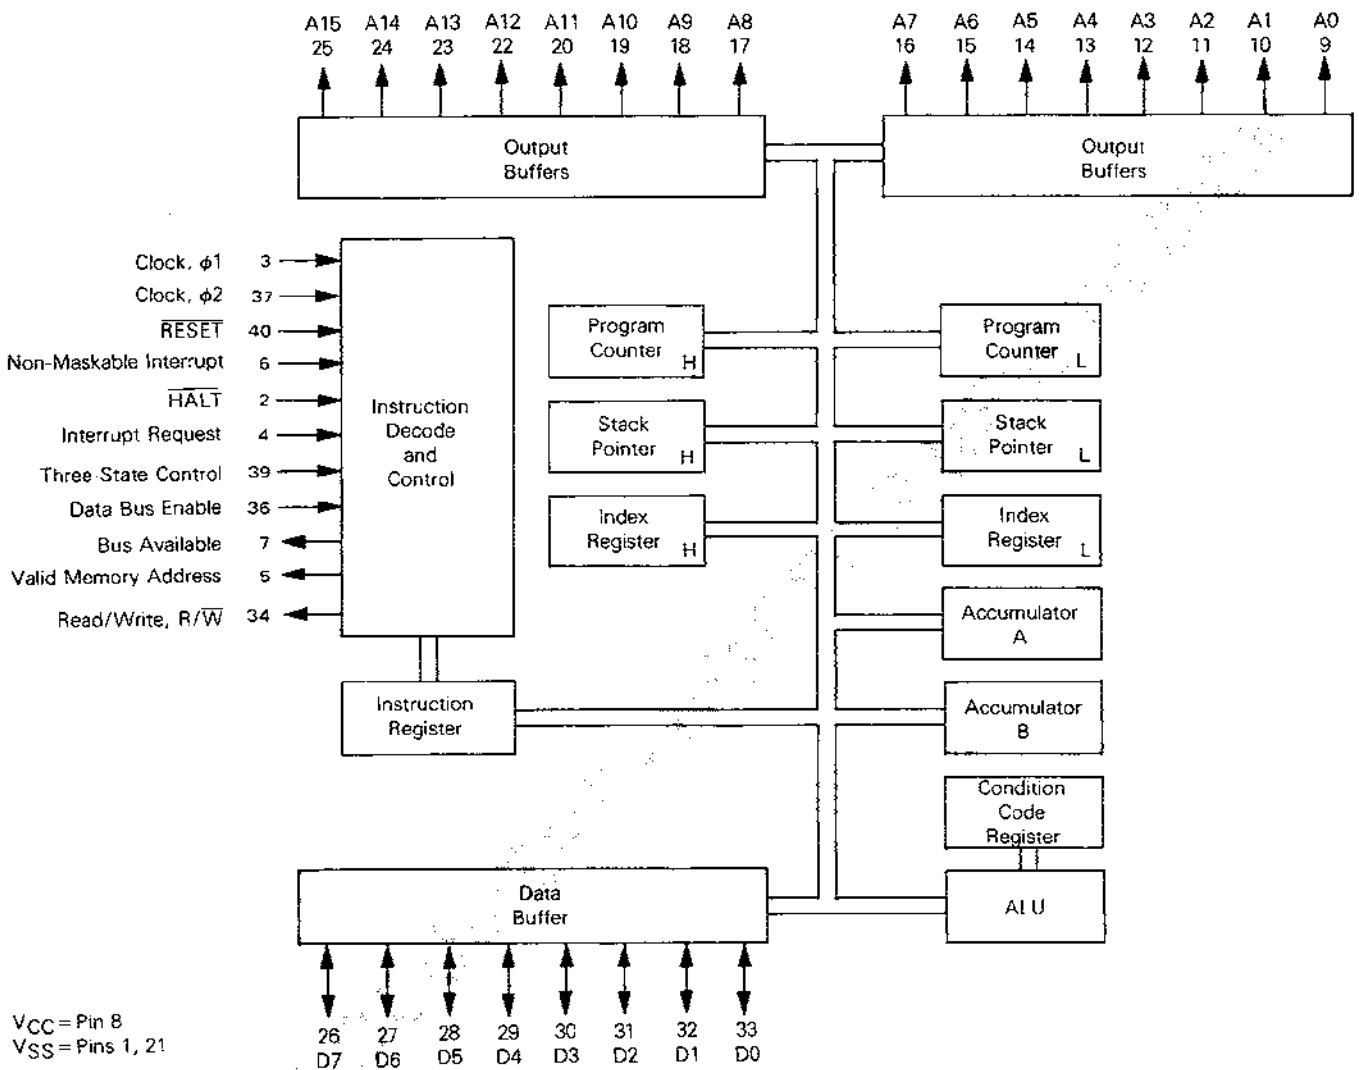 A15 A14 A13 A12 A11 A10 A9 A8 A7 A6 A5 A4 A3 A2 A1 A0
25 24 23 22 20 19 18 17 16 15 14 13 12 11 10 9
Output
Buffers
Output
Buffers
Clock, ϕ1 3
Clock, ϕ2 37
RESET 40
Non-Maskable Interrupt 6
HALT 2
Interrupt Request 4
Three-State Control 39
Data Bus Enable 36
Bus Available 7
Valid Memory Address 5
Read/Write, R/W 34
Instruction
Decode
and
Control
Program
Counter H
Program
Counter L
Stack
Pointer H
Stack
Pointer L
Index
Register H
Index
Register L
Accumulator
A
Instruction
Register
Accumulator
B
Condition
Code
Register
ALU
Data
Buffer
26 27 28 29 30 31 32 33
D7 D6 D5 D4 D3 D2 D1 D0
VCC = Pin 8
VSS = Pins 1, 21